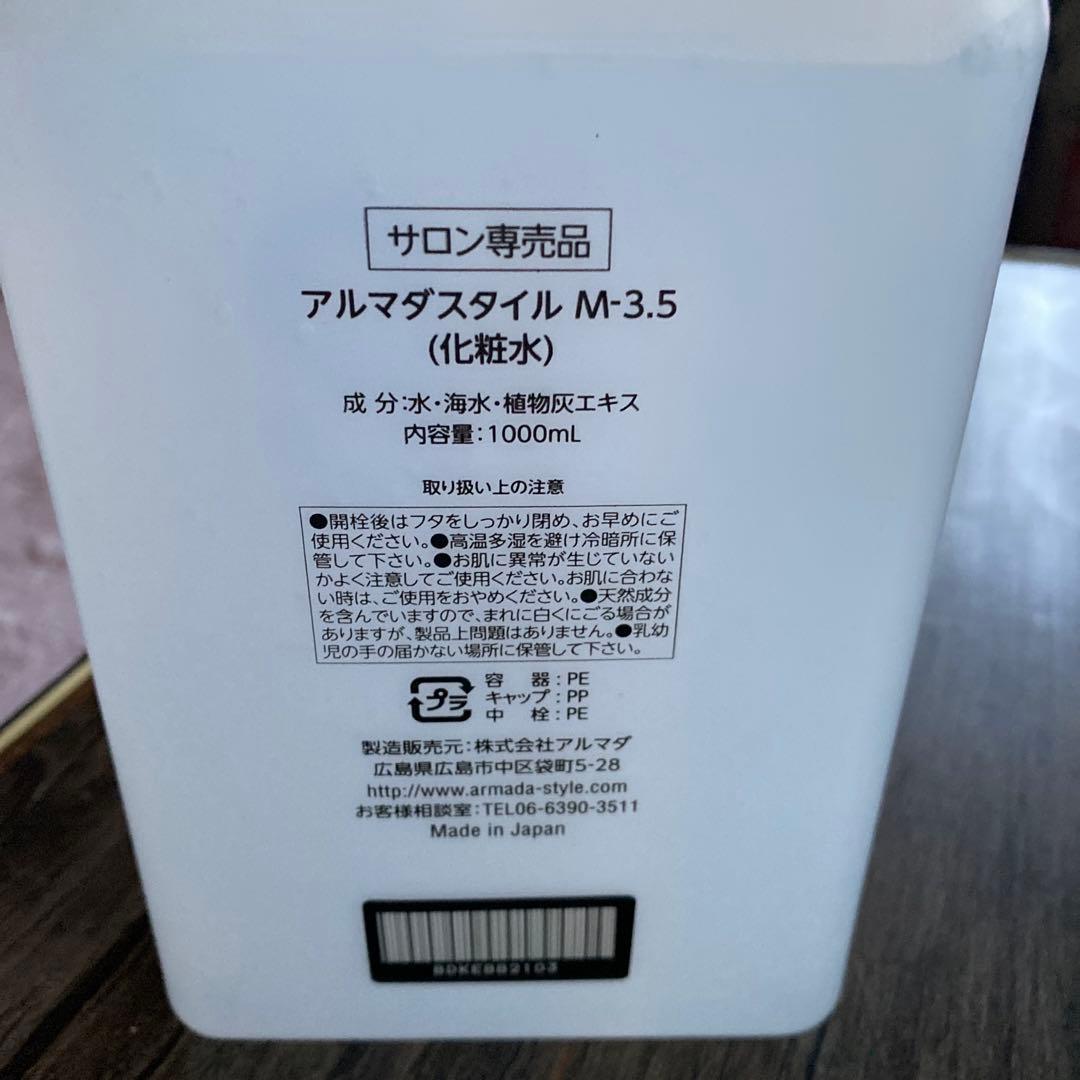 サロン専売品
アルマダスタイル M-3.5
(化粧水)
成 分:水・海水・植物灰エキス
内容量:1000mL
取り扱い上の注意
●開栓後はフタをしっかり閉め、お早めにご
使用ください。●高温多湿を避け冷暗所に保
管して下さい。●お肌に異常が生じていない
かよく注意してご使用ください。お肌に合わな
い時は、ご使用をおやめください。●天然成分
を含んでいますので、まれに白くにごる場合が
ありますが、製品上問題はありません。●乳幼
児の手の届かない場所に保管して下さい。
プラ
容 器:PE
キャップ:PP
中 栓:PE
製造販売元:株式会社アルマダ
広島県広島市中区袋町5-28
http://www.armada-style.com
お客様相談室:TEL06-6390-3511
Made in Japan
BDKEBB2103